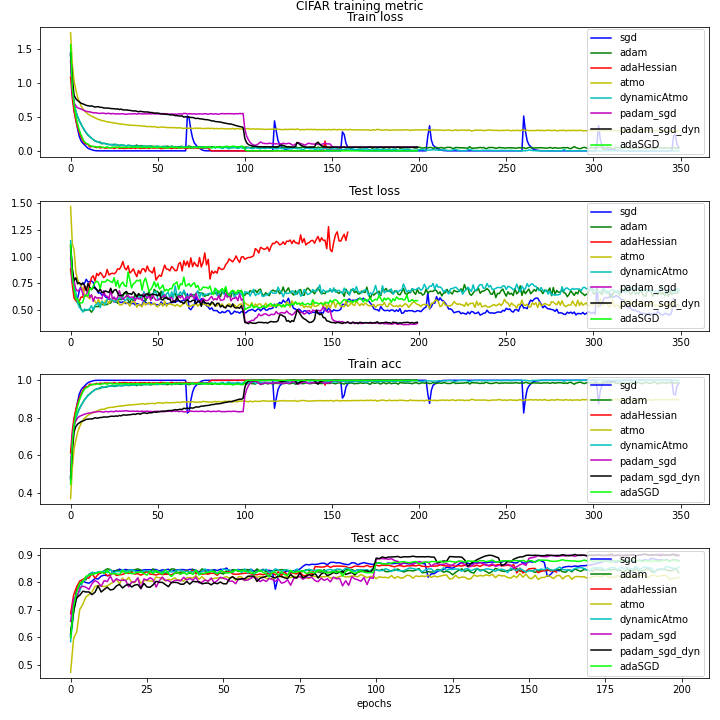 CIFAR training metric
Train loss
1.5
1.0
0.5
0.0
0 50 100 150 200 250 300 350
sgd
adam
adaHessian
atmo
dynamicAtmo
padam_sgd
padam_sgd_dyn
adaSGD
Test loss
1.50
1.25
1.00
0.75
0.50
0 50 100 150 200 250 300 350
sgd
adam
adaHessian
atmo
dynamicAtmo
padam_sgd
padam_sgd_dyn
adaSGD
Train acc
1.0
0.8
0.6
0.4
0 50 100 150 200 250 300 350
sgd
adam
adaHessian
atmo
dynamicAtmo
padam_sgd
padam_sgd_dyn
adaSGD
Test acc
0.9
0.8
0.7
0.6
0.5
0 25 50 75 100 125 150 175 200
sgd
adam
adaHessian
atmo
dynamicAtmo
padam_sgd
padam_sgd_dyn
adaSGD
epochs